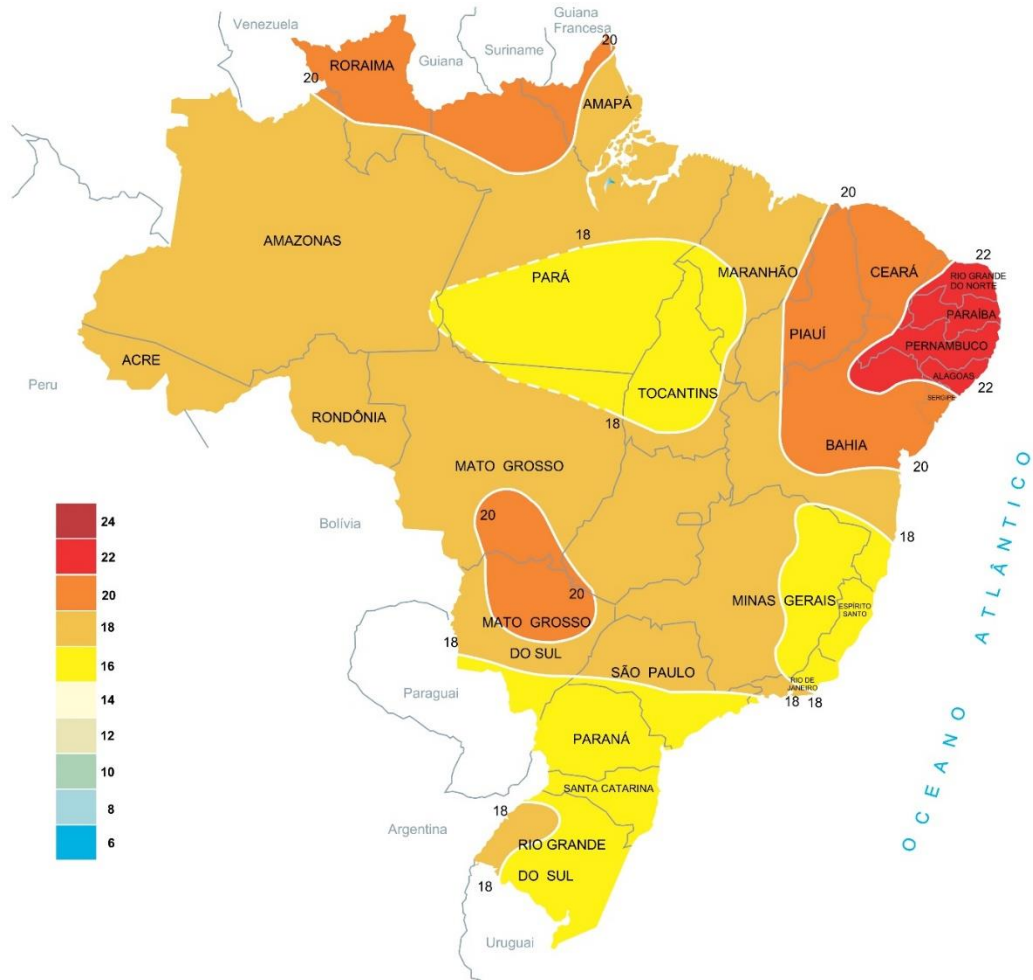 Guiana
Francesa
Venezuela
Suriname
20
Guiana
RORAIMA
20
AMAPÁ
20
AMAZONAS
18
22
PARÁ
MARANHÃO
CEARÁ
RIO GRANDE
DO NORTE
PARAÍBA
PIAUÍ
PERNAMBUCO
ACRE
ALAGOAS
Peru
TOCANTINS
22
SERGIPE
RONDÔNIA
18
BAHIA
MATO GROSSO
20
20
Bolívia
18
20
MINAS GERAIS
ESPÍRITO
SANTO
MATO GROSSO
DO SUL
18
SÃO PAULO
RIO DE
JANEIRO
18
18
Paraguai
PARANÁ
SANTA CATARINA
18
Argentina
RIO GRANDE
DO SUL
18
Uruguai
OCEANO ATLÂNTICO
24
22
20
18
16
14
12
10
8
6